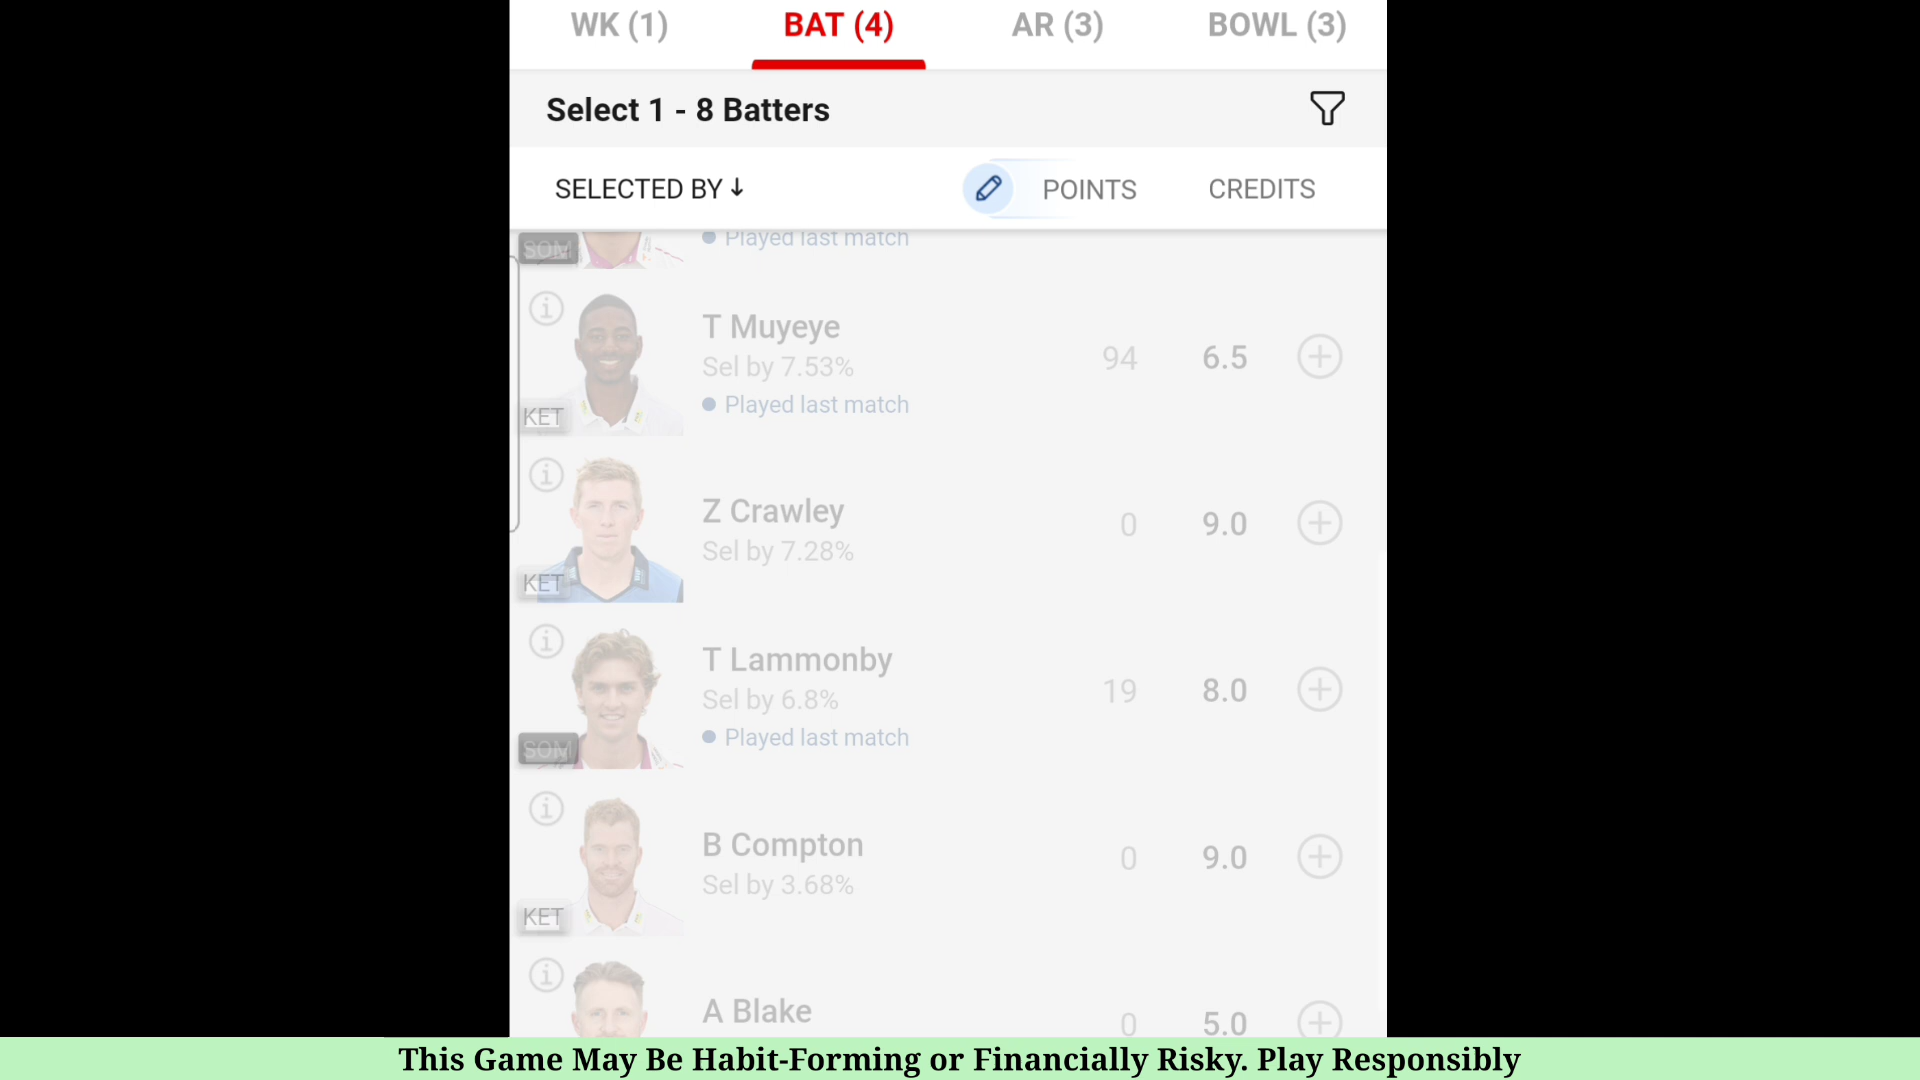 WK (1) BAT (4) AR (3) BOWL (3)
Select 1 - 8 Batters
SELECTED BY ↓ POINTS CREDITS
SOM Played last match
T Muyeye
Sel by 7.53% 94 6.5
Played last match
KET
Z Crawley
Sel by 7.28% 0 9.0
KET
T Lammonby
Sel by 6.8% 19 8.0
Played last match
SOM
B Compton
Sel by 3.68% 0 9.0
KET
A Blake
0 5.0
This Game May Be Habit-Forming or Financially Risky. Play Responsibly